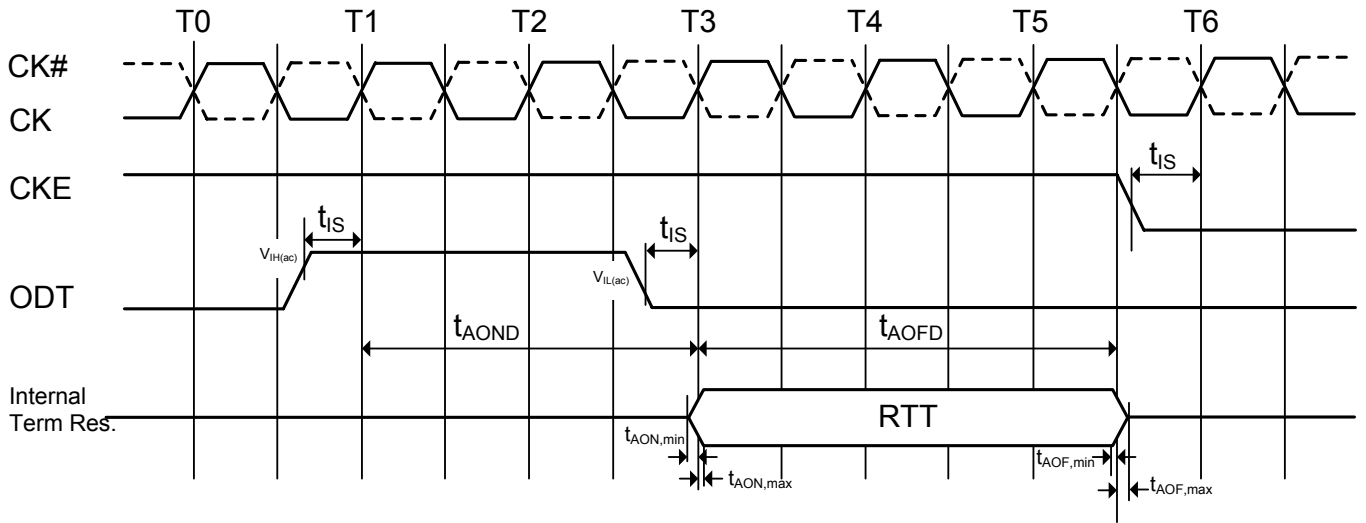 T0 T1 T2 T3 T4 T5 T6
CK#
CK
CKE
tIS
tIS
tIS
VIH(ac)
VIL(ac)
ODT
tAOND
tAOFD
Internal
Term Res.
RTT
tAON,min
tAOF,min
tAON,max
tAOF,max